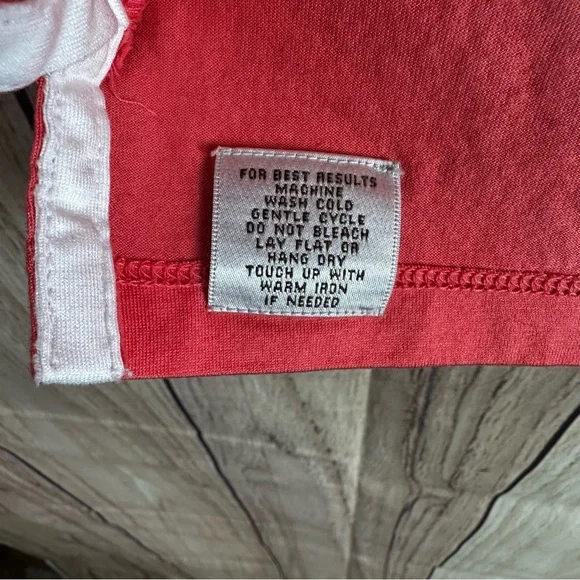 FOR BEST RESULTS
MACHINE
WASH COLD
GENTLE CYCLE
DO NOT BLEACH
LAY FLAT OR
HANG DRY
TOUCH UP WITH
WARM IRON
IF NEEDED